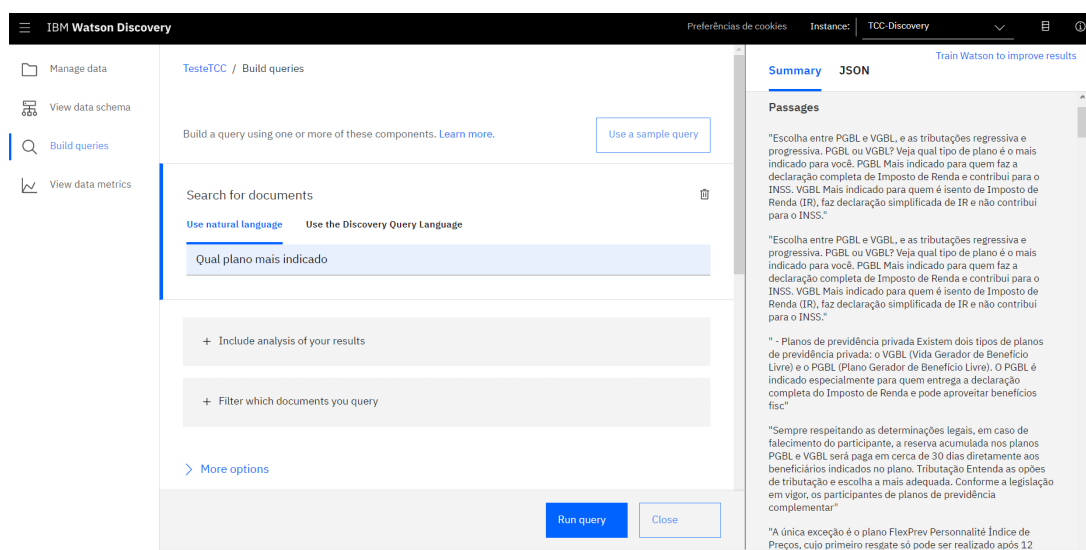 IBM Watson Discovery
Preferências de cookies
Instance:
TCC-Discovery
Manage data
View data schema
Build queries
View data metrics
TesteTCC / Build queries
Build a query using one or more of these components. Learn more.
Use a sample query
Search for documents
Use natural language
Use the Discovery Query Language
Qual plano mais indicado
+ Include analysis of your results
+ Filter which documents you query
More options
Run query
Close
Train Watson to improve results
Summary
JSON
Passages
"Escolha entre PGBL e VGBL, e as tributações regressiva e
progressiva. PGBL ou VGBL? Veja qual tipo de plano é o mais
indicado para você. PGBL Mais indicado para quem faz a
declaração completa de Imposto de Renda e contribui para o
INSS. VGBL Mais indicado para quem é isento de Imposto de
Renda (IR), faz declaração simplificada de IR e não contribui
para o INSS."
"Escolha entre PGBL e VGBL, e as tributações regressiva e
progressiva. PGBL ou VGBL? Veja qual tipo de plano é o mais
indicado para você. PGBL Mais indicado para quem faz a
declaração completa de Imposto de Renda e contribui para o
INSS. VGBL Mais indicado para quem é isento de Imposto de
Renda (IR), faz declaração simplificada de IR e não contribui
para o INSS."
" - Planos de previdência privada Existem dois tipos de planos
de previdência privada: o VGBL (Vida Gerador de Benefício
Livre) e o PGBL (Plano Gerador de Benefício Livre). O PGBL é
indicado especialmente para quem entrega a declaração
completa do Imposto de Renda e pode aproveitar benefícios
fisc"
"Sempre respeitando as determinações legais, em caso de
falecimento do participante, a reserva acumulada nos planos
PGBL e VGBL será paga em cerca de 30 dias diretamente aos
beneficiários indicados no plano. Tributação Entenda as opões
de tributação e escolha a mais adequada. Conforme a legislação
em vigor, os participantes de planos de previdência
complementar"
"A única exceção é o plano FlexPrev Personnalité Índice de
Preços, cujo primeiro resgate só pode ser realizado após 12